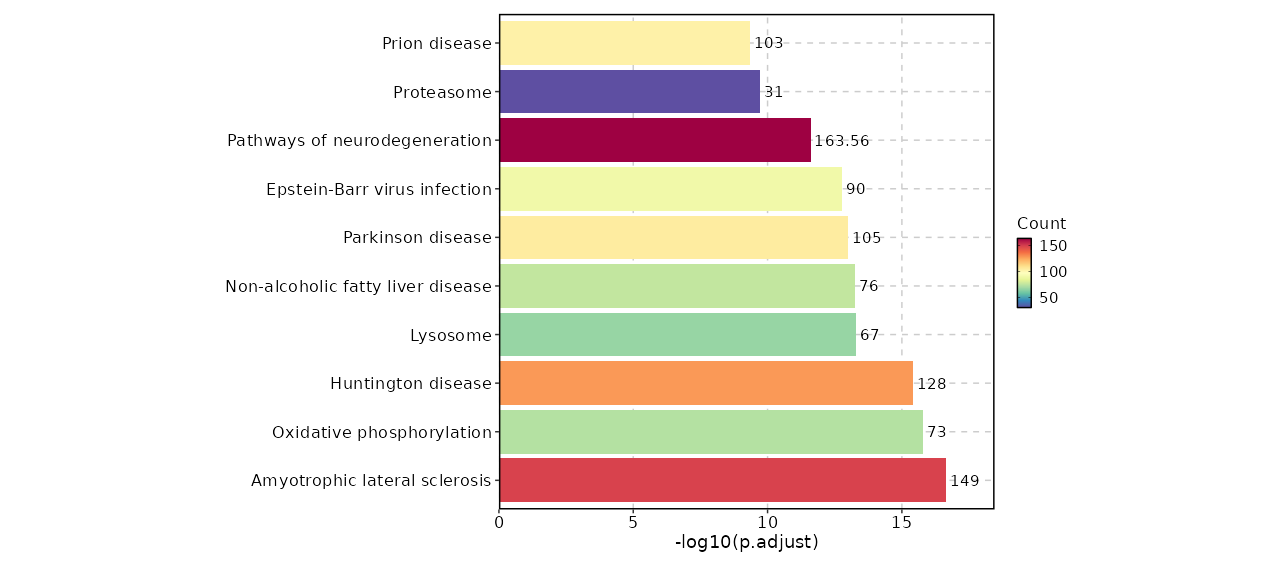 Prion disease 103
Proteasome 31
Pathways of neurodegeneration 163.56
Epstein-Barr virus infection 90
Parkinson disease 105
Non-alcoholic fatty liver disease 76
Lysosome 67
Huntington disease 128
Oxidative phosphorylation 73
Amyotrophic lateral sclerosis 149
0 5 10 15
-log10(p.adjust)
Count
150
100
50